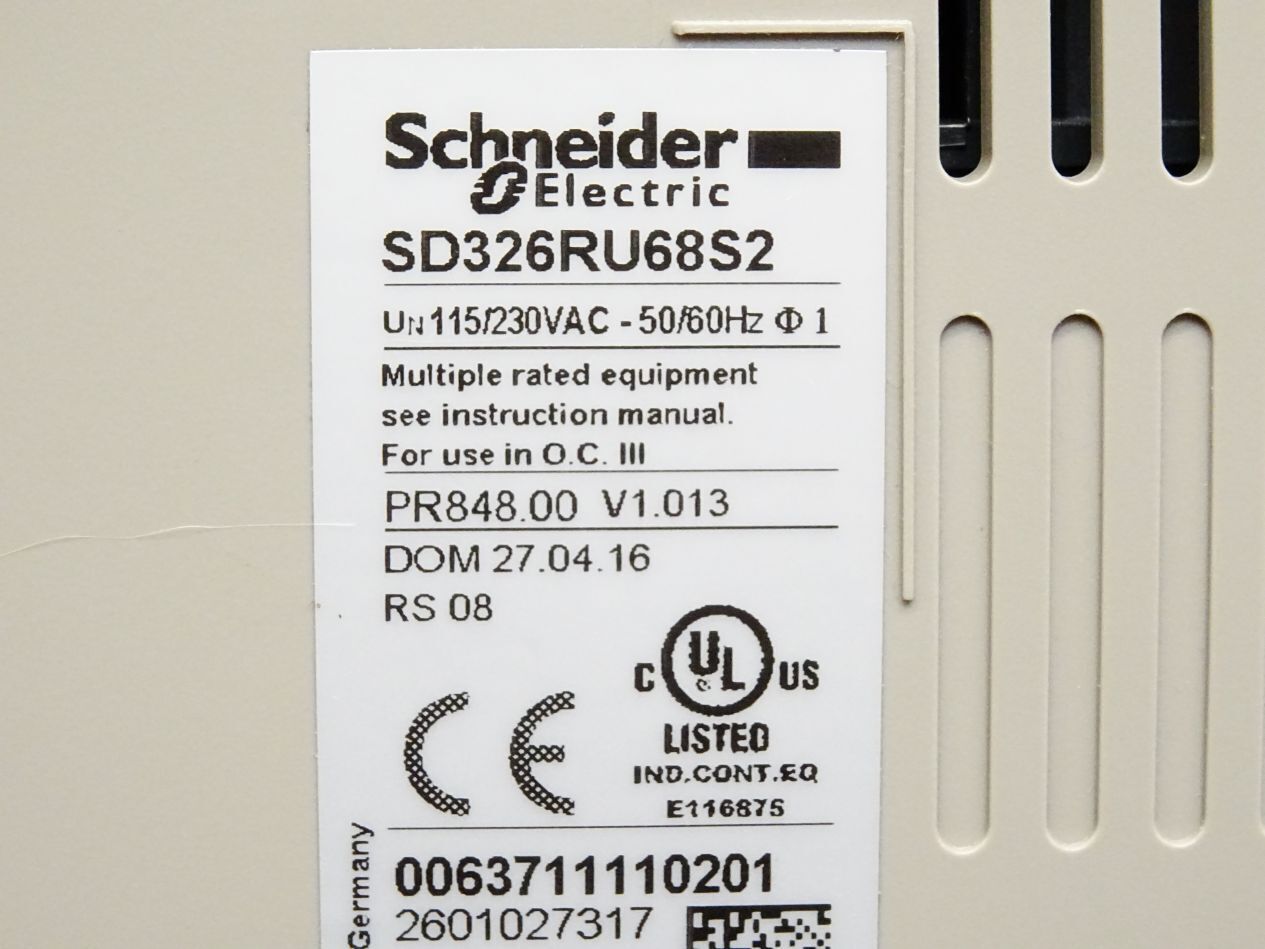 Schneider
Electric
SD326RU68S2
UN 115/230VAC - 50/60Hz Φ 1
Multiple rated equipment
see instruction manual.
For use in O.C. III
PR848.00 V1.013
DOM 27.04.16
RS 08
C UL US
LISTED
IND.CONT.EQ
E116875
CE
Germany
0063711110201
2601027317